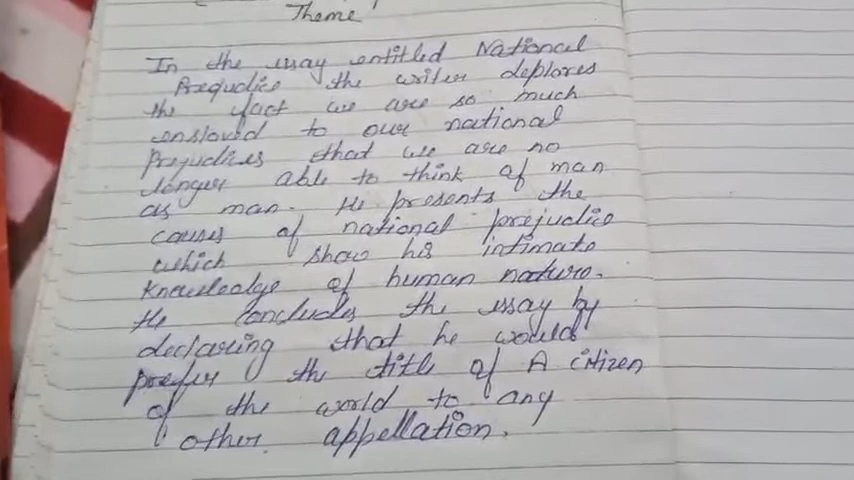 Theme
In the essay entitled National
Prequdice the writer deplores
the fact we are so much
enslaved to our national
Prejudices that we are no
longer able to think of man
as man. He presents the
causes of national prejudice
which show his intimate
knowledge of human nature.
He Concludes the essay by
declaring that he would
prefer the title of A citizen
of the world to any
other appellation.